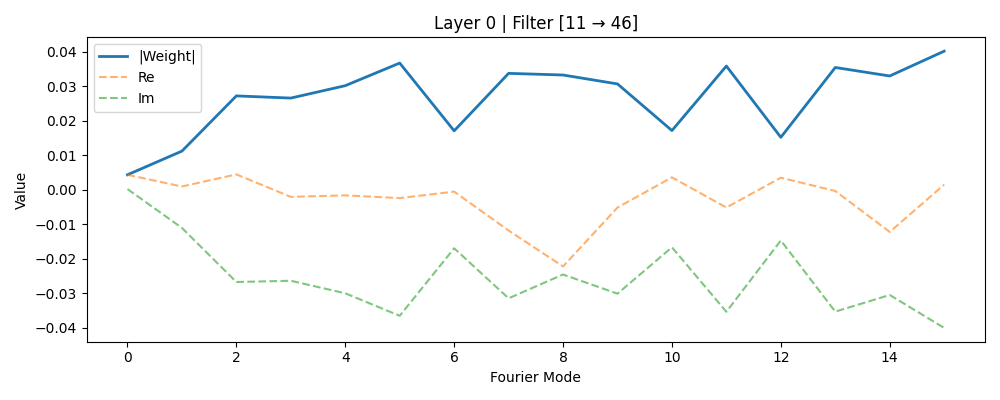 Layer 0 | Filter [11 → 46]
|Weight|
Re
Im
0.04
0.03
0.02
0.01
0.00
−0.01
−0.02
−0.03
−0.04
Value
0 2 4 6 8 10 12 14
Fourier Mode